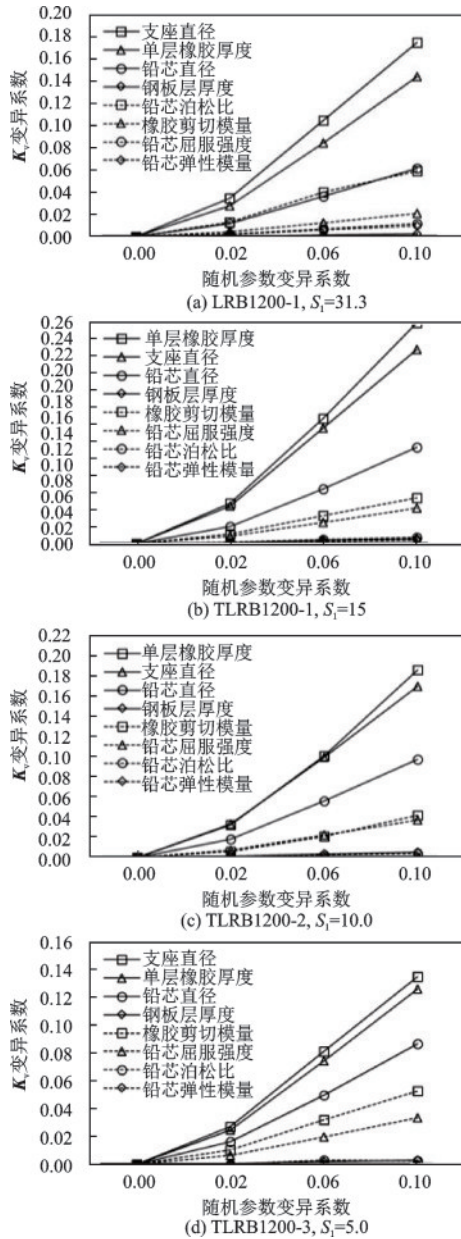 0.20
0.18
0.16
0.14
0.12
0.10
0.08
0.06
0.04
0.02
0.00
Kv变异系数
支座直径
单层橡胶厚度
铅芯直径
钢板层厚度
铅芯泊松比
橡胶剪切模量
铅芯屈服强度
铅芯弹性模量
0.00 0.02 0.06 0.10
随机参数变异系数
(a) LRB1200-1, S₁=31.3
0.26
0.22
0.20
0.20
0.16
0.14
0.12
0.10
0.08
0.06
0.04
0.02
0.00
Kv变异系数
单层橡胶厚度
支座直径
铅芯直径
钢板层厚度
橡胶剪切模量
铅芯屈服强度
铅芯泊松比
铅芯弹性模量
0.00 0.02 0.06 0.10
随机参数变异系数
(b) TLRB1200-1, S₁=15
0.22
0.20
0.18
0.16
0.14
0.12
0.10
0.08
0.06
0.04
0.02
0.00
Kv变异系数
单层橡胶厚度
支座直径
铅芯直径
钢板层厚度
橡胶剪切模量
铅芯屈服强度
铅芯泊松比
铅芯弹性模量
0.00 0.02 0.06 0.10
随机参数变异系数
(c) TLRB1200-2, S₁=10.0
0.16
0.14
0.12
0.10
0.08
0.06
0.04
0.02
0.00
Kv变异系数
支座直径
单层橡胶厚度
铅芯直径
钢板层厚度
橡胶剪切模量
铅芯屈服强度
铅芯泊松比
铅芯弹性模量
0.00 0.02 0.06 0.10
随机参数变异系数
(d) TLRB1200-3, S₁=5.0